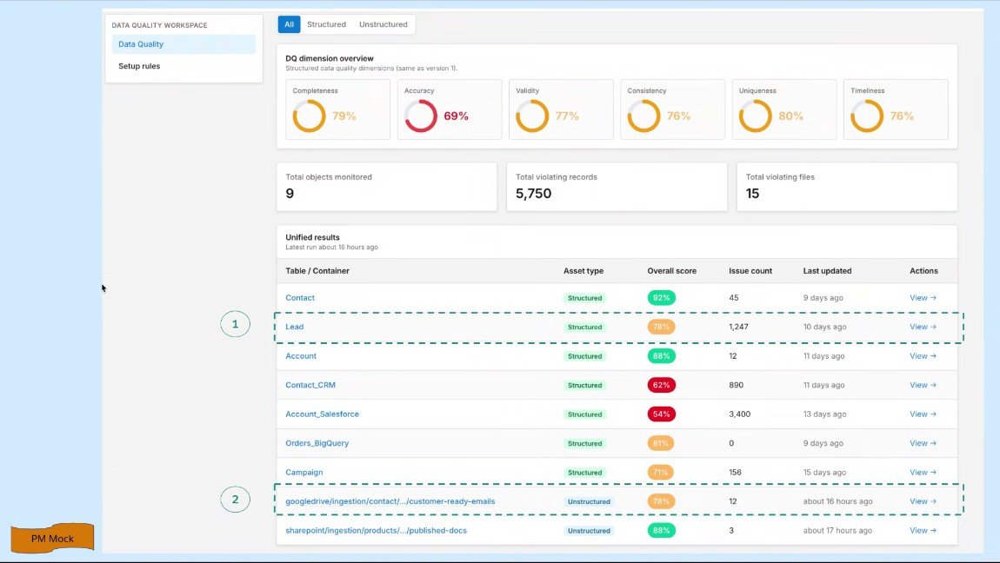 DATA QUALITY WORKSPACE
Data Quality
Setup rules
All Structured Unstructured
DQ dimension overview
Structured data quality dimensions (same as version 1).
Completeness Accuracy Validity Consistency Uniqueness Timeliness
79% 69% 77% 76% 80% 76%
Total objects monitored Total violating records Total violating files
9 5,750 15
Unified results
Latest run about 16 hours ago
Table / Container Asset type Overall score Issue count Last updated Actions
Contact Structured 92% 45 9 days ago View →
1
Lead Structured 78% 1,247 10 days ago View →
Account Structured 88% 12 11 days ago View →
Contact_CRM Structured 62% 890 11 days ago View →
Account_Salesforce Structured 54% 3,400 13 days ago View →
Orders_BigQuery Structured 81% 0 9 days ago View →
Campaign Structured 71% 156 15 days ago View →
2
googledrive/ingestion/contact/.../customer-ready-emails Unstructured 78% 12 about 16 hours ago View →
sharepoint/ingestion/products/.../published-docs Unstructured 88% 3 about 17 hours ago View →
PM Mock